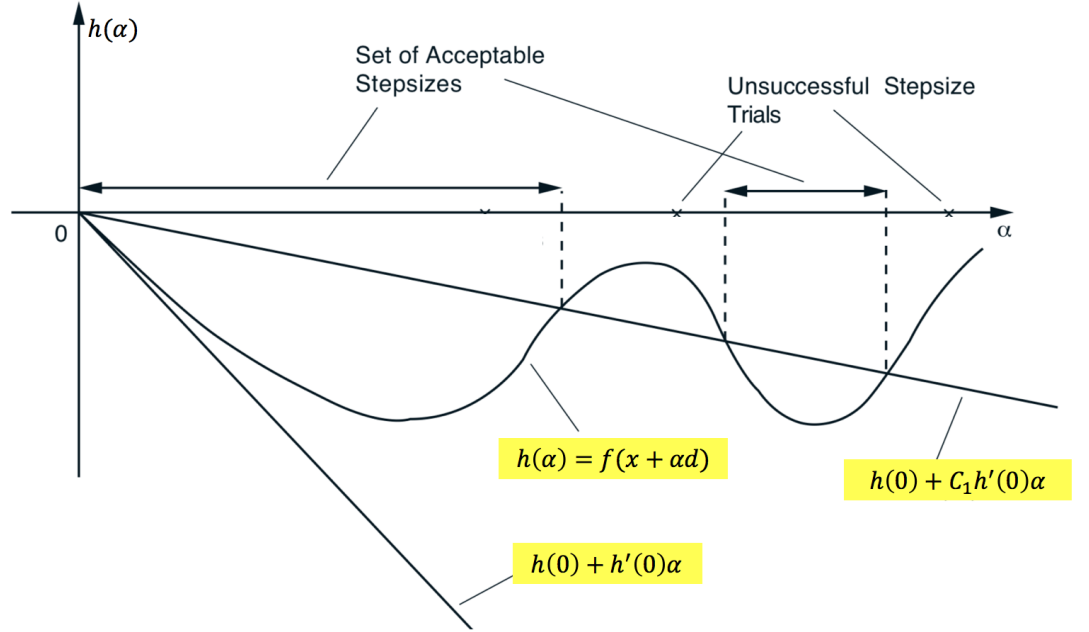 h(α)
Set of Acceptable
Stepsizes
Unsuccessful Stepsize
Trials
0
α
h(α) = f(x + αd)
h(0) + C₁h′(0)α
h(0) + h′(0)α